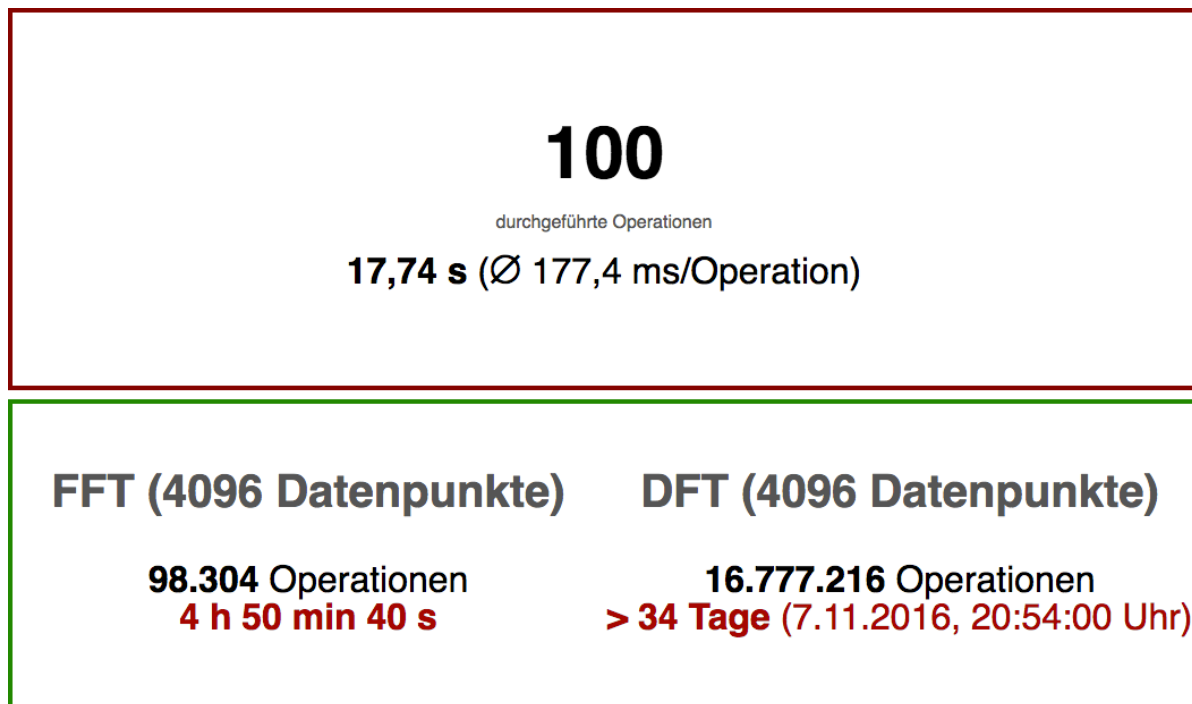 100
durchgeführte Operationen
17,74 s (∅ 177,4 ms/Operation)
FFT (4096 Datenpunkte)
98.304 Operationen
4 h 50 min 40 s
DFT (4096 Datenpunkte)
16.777.216 Operationen
> 34 Tage (7.11.2016, 20:54:00 Uhr)